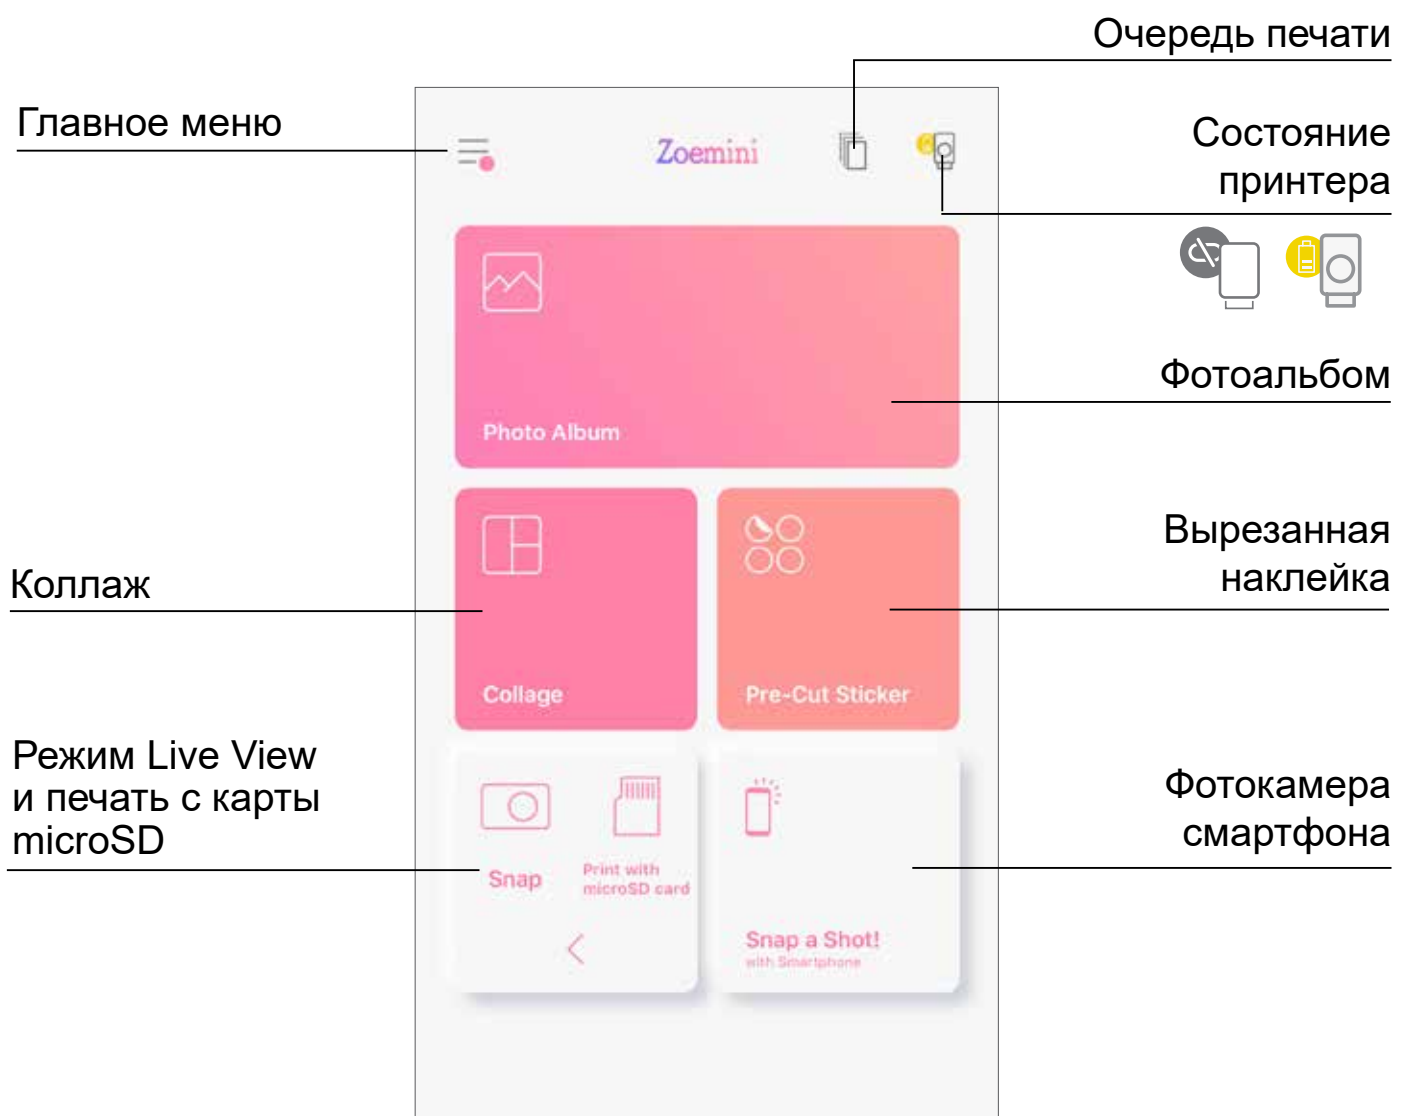 Очередь печати
Главное меню
Состояние
принтера
Zoemini
Фотоальбом
Photo Album
Вырезанная
наклейка
Коллаж
Collage
Pre-Cut Sticker
Режим Live View
и печать с карты
microSD
Фотокамера
смартфона
Snap
Print with
microSD card
Snap a Shot!
with Smartphone